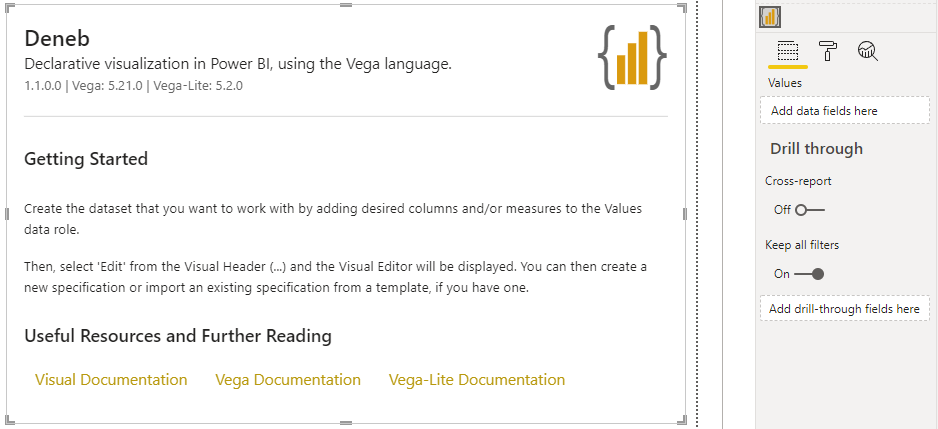 Deneb
Declarative visualization in Power BI, using the Vega language.
1.1.0.0 | Vega: 5.21.0 | Vega-Lite: 5.2.0
Getting Started
Create the dataset that you want to work with by adding desired columns and/or measures to the Values
data role.
Then, select 'Edit' from the Visual Header (...) and the Visual Editor will be displayed. You can then create a
new specification or import an existing specification from a template, if you have one.
Useful Resources and Further Reading
Visual Documentation Vega Documentation Vega-Lite Documentation
Values
Add data fields here
Drill through
Cross-report
Off
Keep all filters
On
Add drill-through fields here